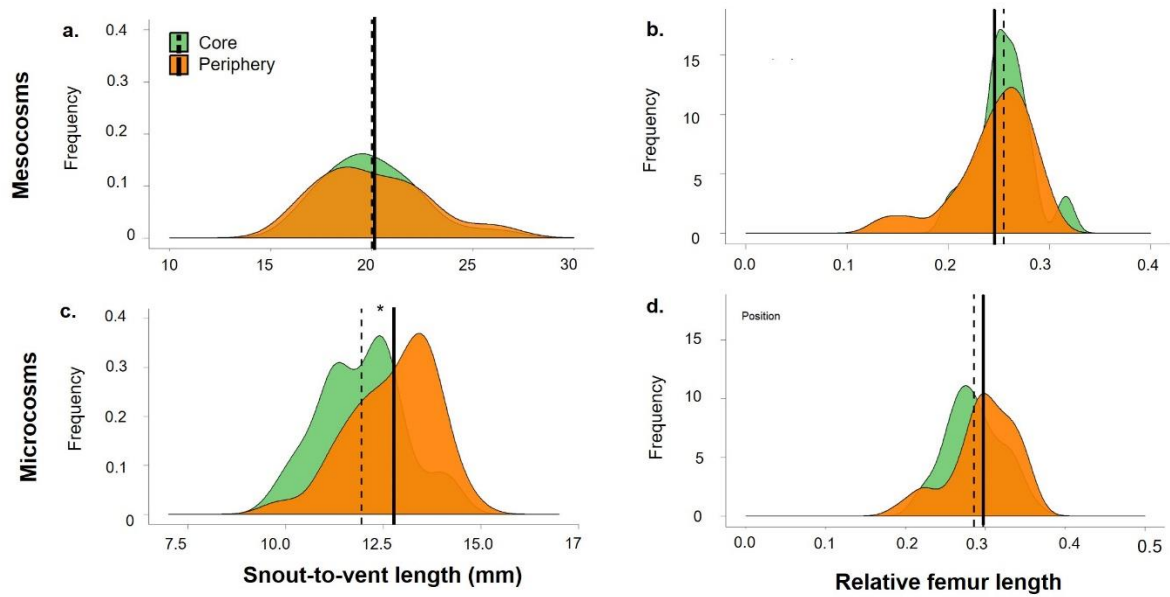 a.
0.4
0.3
0.2
0.1
0
Frequency
Core
Periphery
10
15
20
25
30
b.
15
10
5
0
Frequency
0.0
0.1
0.2
0.3
0.4
Mesocosms
c.
*
0.4
0.3
0.2
0.1
0
Frequency
7.5
10.0
12.5
15.0
17
Snout-to-vent length (mm)
d.
Position
15
10
5
0
Frequency
0.0
0.1
0.2
0.3
0.4
0.5
Relative femur length
Microcosms